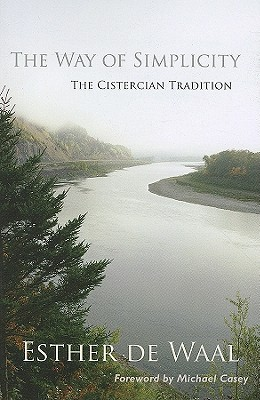 The Way of Simplicity
The Cistercian Tradition
Esther de Waal
Foreword by Michael Casey